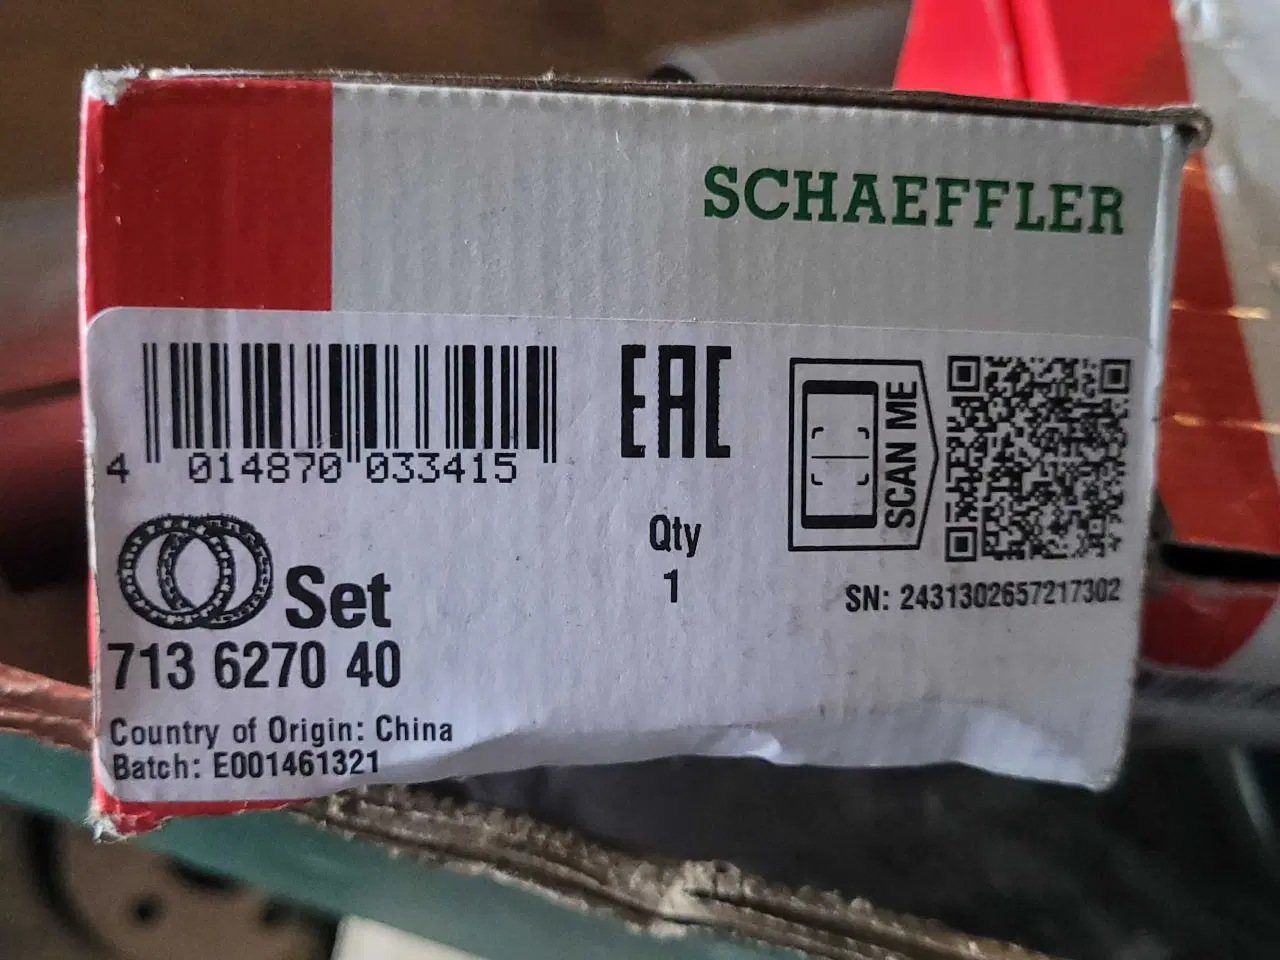 SCHAEFFLER
4 014870 033415
EAC
SCAN ME
Qty
1
SN: 2431302657217302
Set
713 6270 40
Country of Origin: China
Batch: E001461321